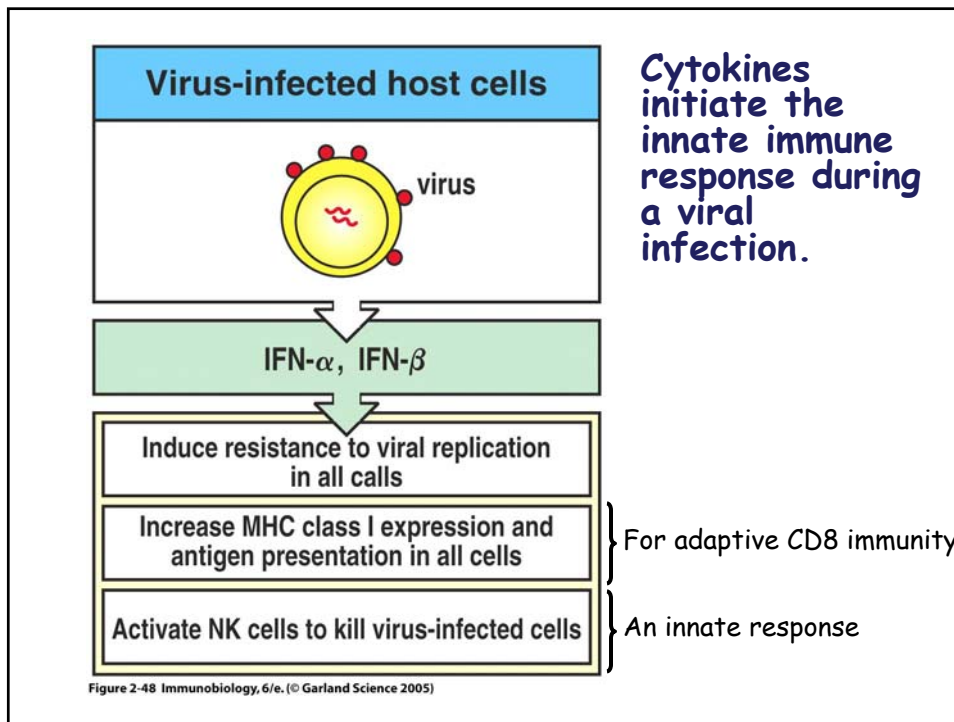 Virus-infected host cells
virus
IFN-α, IFN-β
Induce resistance to viral replication
in all calls
Increase MHC class I expression and
antigen presentation in all cells
Activate NK cells to kill virus-infected cells
Figure 2-48 Immunobiology, 6/e. (© Garland Science 2005)
Cytokines
initiate the
innate immune
response during
a viral
infection.
For adaptive CD8 immunity
An innate response